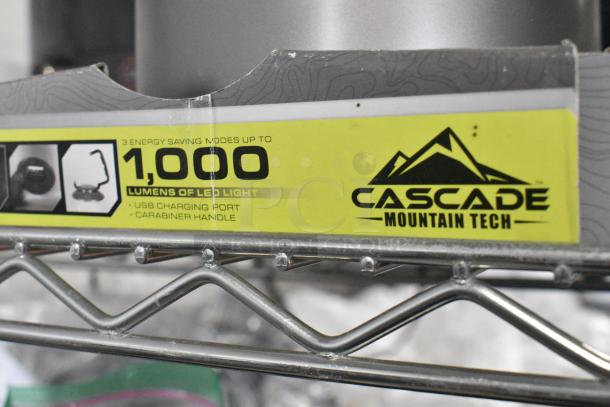 3 ENERGY SAVING MODES UP TO
1,000
LUMENS OF LED LIGHT
• USB CHARGING PORT
• CARABINER HANDLE
CASCADE
MOUNTAIN TECH
PCI